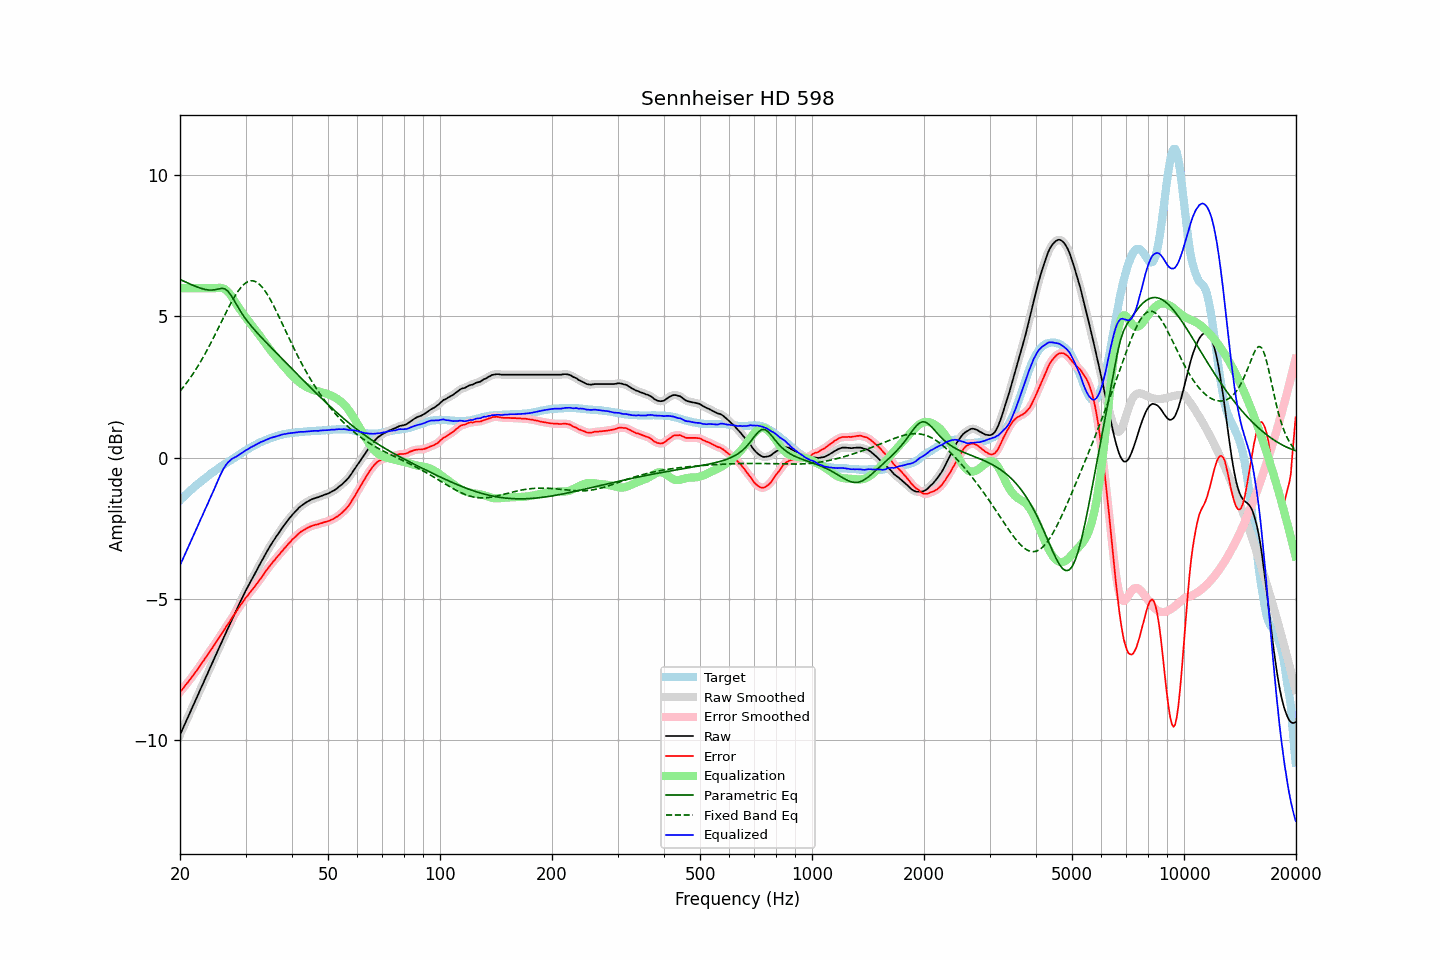 Sennheiser HD 598
Amplitude (dBr)
10
5
0
−5
−10
Target
Raw Smoothed
Error Smoothed
Raw
Error
Equalization
Parametric Eq
Fixed Band Eq
Equalized
20 50 100 200 500 1000 2000 5000 10000 20000
Frequency (Hz)